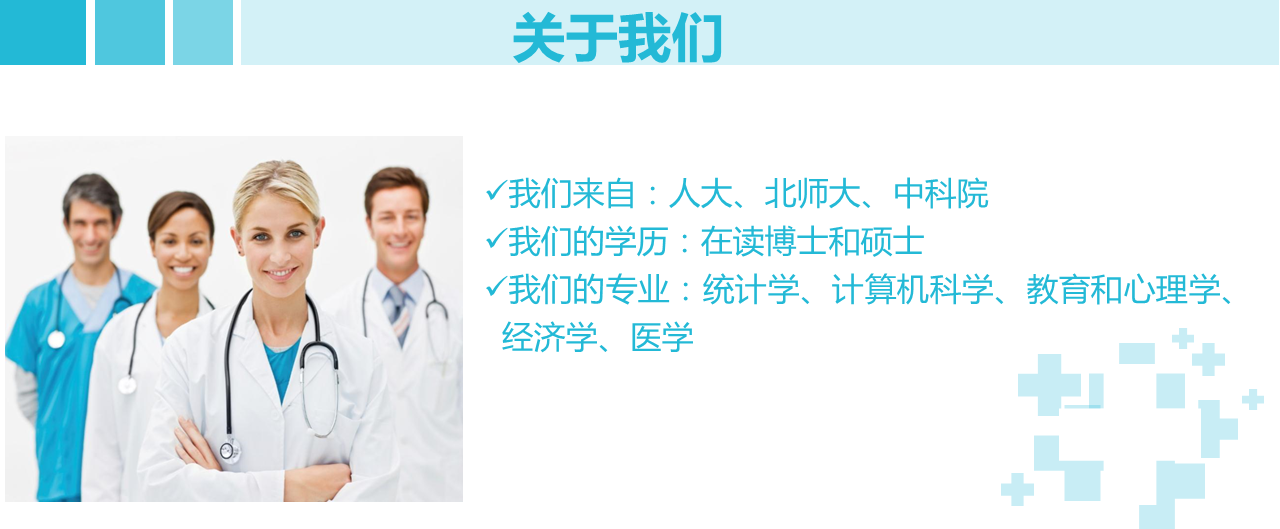 关于我们
✓我们来自：人大、北师大、中科院
✓我们的学历：在读博士和硕士
✓我们的专业：统计学、计算机科学、教育和心理学、
经济学、医学